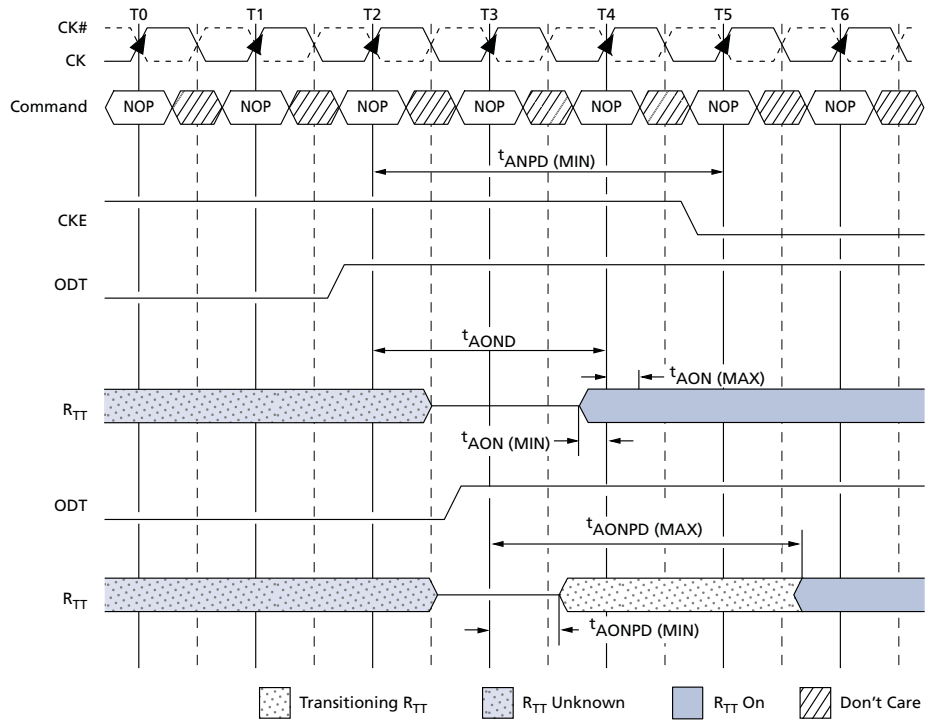 T0 T1 T2 T3 T4 T5 T6
CK#
CK
Command NOP NOP NOP NOP NOP NOP NOP
tANPD (MIN)
CKE
ODT
tAOND
tAON (MAX)
RTT
tAON (MIN)
ODT
tAONPD (MAX)
RTT
tAONPD (MIN)
Transitioning RTT RTT Unknown RTT On Don't Care